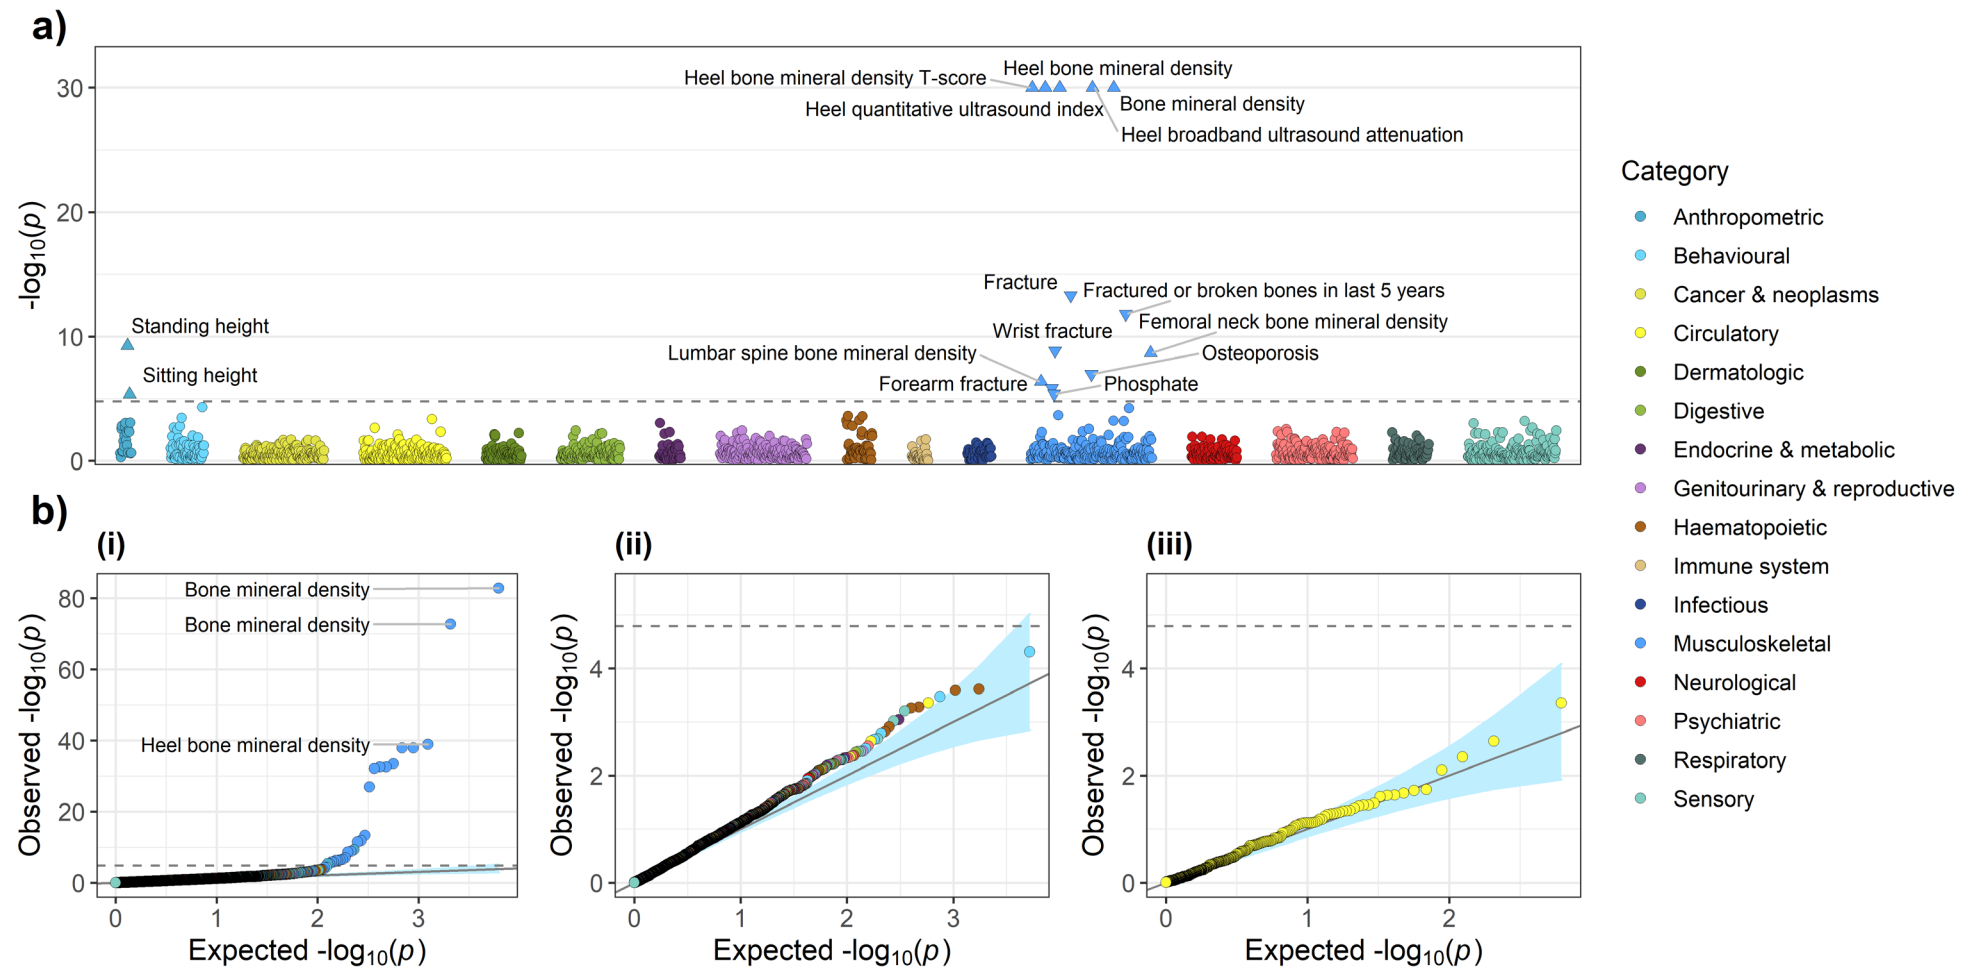 a)
-log10(p)
30
20
10
0
Heel bone mineral density
Heel bone mineral density T-score
Bone mineral density
Heel quantitative ultrasound index
Heel broadband ultrasound attenuation
Fracture
Fractured or broken bones in last 5 years
Wrist fracture
Femoral neck bone mineral density
Lumbar spine bone mineral density
Osteoporosis
Forearm fracture
Phosphate
Standing height
Sitting height
Category
Anthropometric
Behavioural
Cancer & neoplasms
Circulatory
Dermatologic
Digestive
Endocrine & metabolic
Genitourinary & reproductive
Haematopoietic
Immune system
Infectious
Musculoskeletal
Neurological
Psychiatric
Respiratory
Sensory
b)
(i)
Observed -log10(p)
80
60
40
20
0
Bone mineral density
Bone mineral density
Heel bone mineral density
0 1 2 3
Expected -log10(p)
(ii)
Observed -log10(p)
4
2
0
0 1 2 3
Expected -log10(p)
(iii)
Observed -log10(p)
4
2
0
0 1 2
Expected -log10(p)